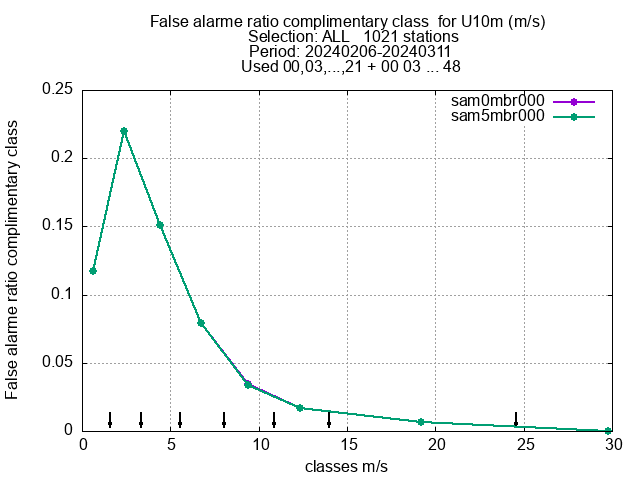 False alarme ratio complimentary class  for U10m (m/s)
Selection: ALL   1021 stations
Period: 20240206-20240311
Used 00,03,...,21 + 00 03 ... 48
sam0mbr000
sam5mbr000
False alarme ratio complimentary class
0.25
0.2
0.15
0.1
0.05
0
0 5 10 15 20 25 30
classes m/s